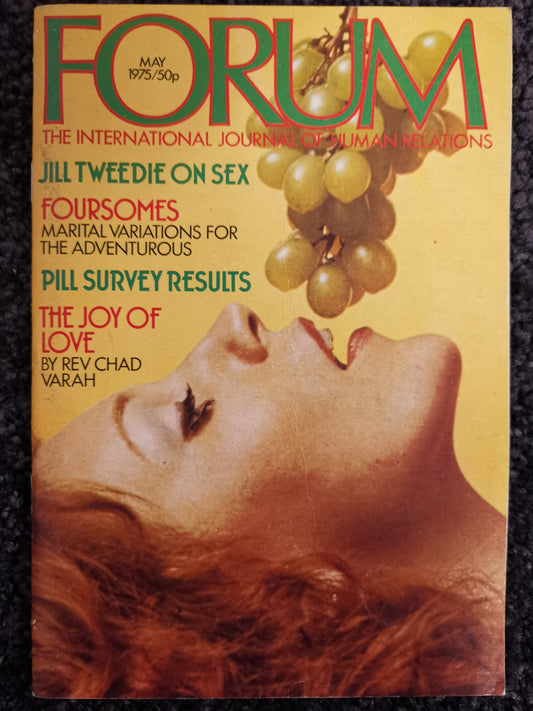 FORUM
MAY
1975/50p
THE INTERNATIONAL JOURNAL OF HUMAN RELATIONS
JILL TWEEDIE ON SEX
FOURSOMES
MARITAL VARIATIONS FOR
THE ADVENTUROUS
PILL SURVEY RESULTS
THE JOY OF
LOVE
BY REV CHAD
VARAH